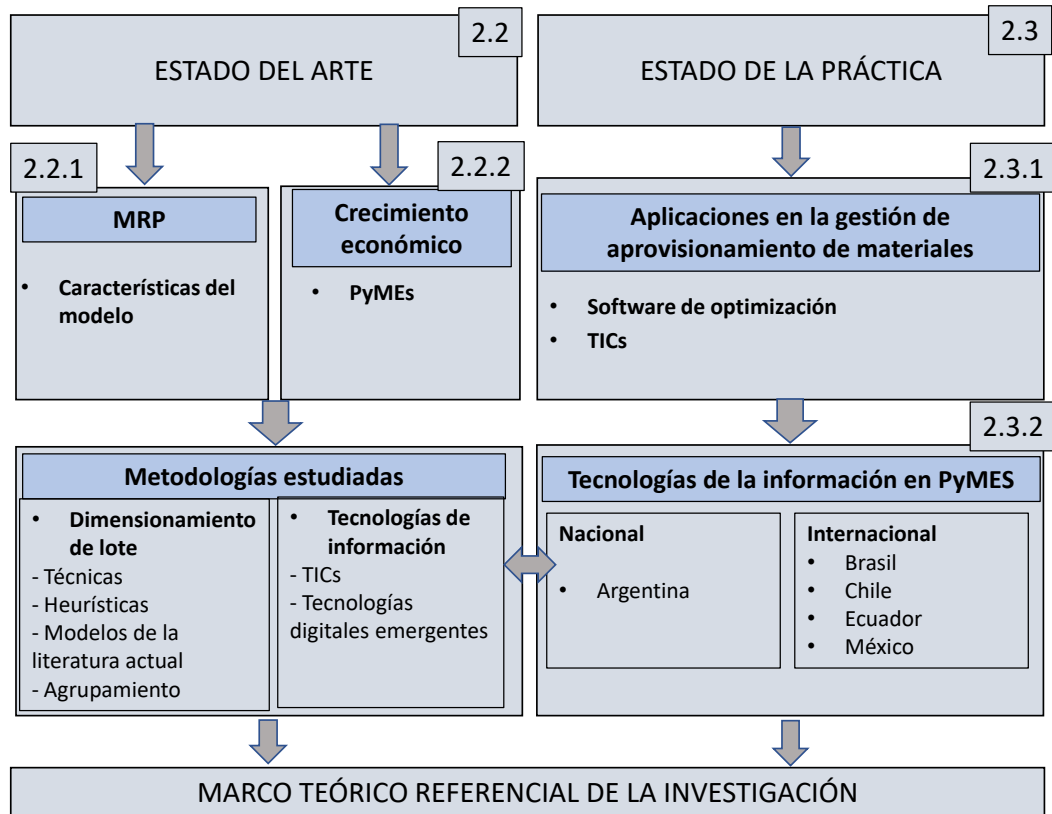 2.2
ESTADO DEL ARTE
2.3
ESTADO DE LA PRÁCTICA
2.2.1
MRP
• Características del
modelo
2.2.2
Crecimiento
económico
• PyMEs
2.3.1
Aplicaciones en la gestión de
aprovisionamiento de materiales
• Software de optimización
• TICs
Metodologías estudiadas
• Dimensionamiento
de lote
- Técnicas
- Heurísticas
- Modelos de la
literatura actual
- Agrupamiento
• Tecnologías de
información
- TICs
- Tecnologías
digitales emergentes
2.3.2
Tecnologías de la información en PyMES
Nacional
• Argentina
Internacional
• Brasil
• Chile
• Ecuador
• México
MARCO TEÓRICO REFERENCIAL DE LA INVESTIGACIÓN